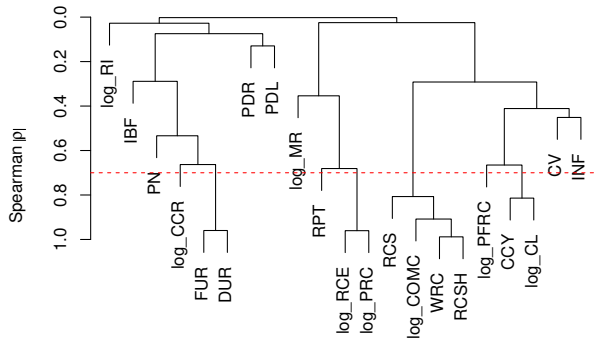 Spearman |ρ|
0.0
0.2
0.4
0.6
0.8
1.0
log_RI
IBF
PN
log_CCR
FUR
DUR
PDR
PDL
log_MR
RPT
log_RCE
log_PRC
RCS
log_COMC
WRC
RCSH
log_PFRC
CCY
log_CL
CV
INF